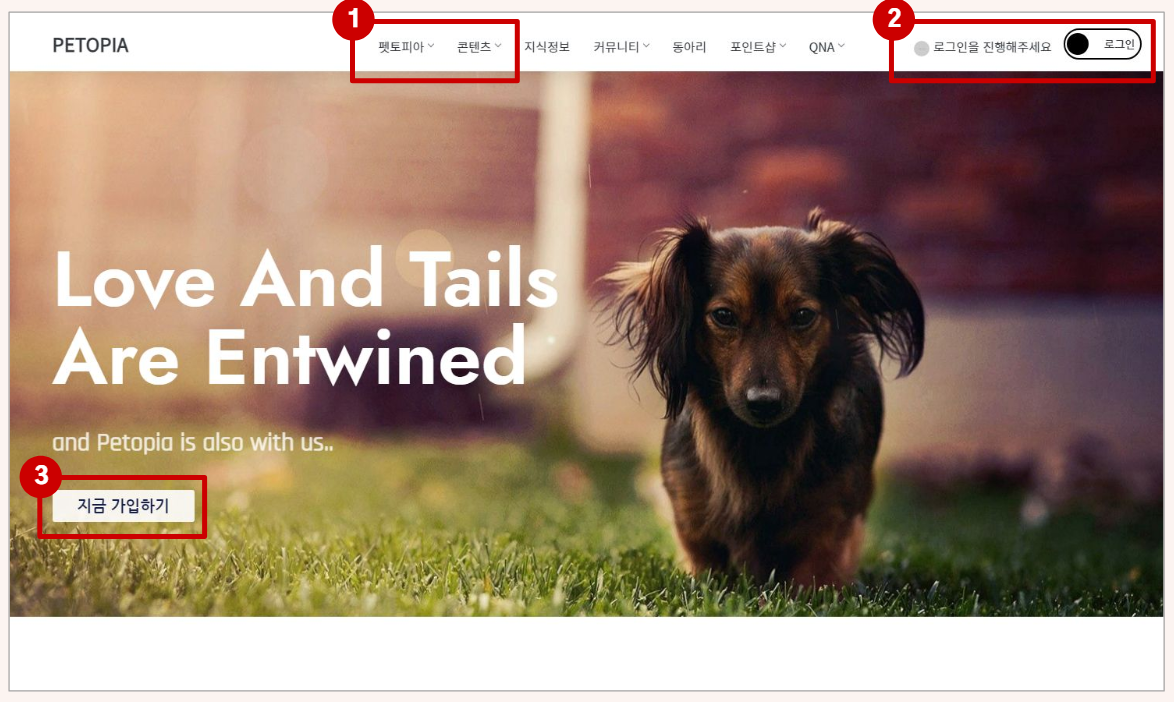 1
2
PETOPIA
펫토피아 콘텐츠 지식정보 커뮤니티 동아리 포인트샵 QNA
로그인을 진행해주세요 로그인
Love And Tails
Are Entwined
and Petopia is also with us..
3
지금 가입하기